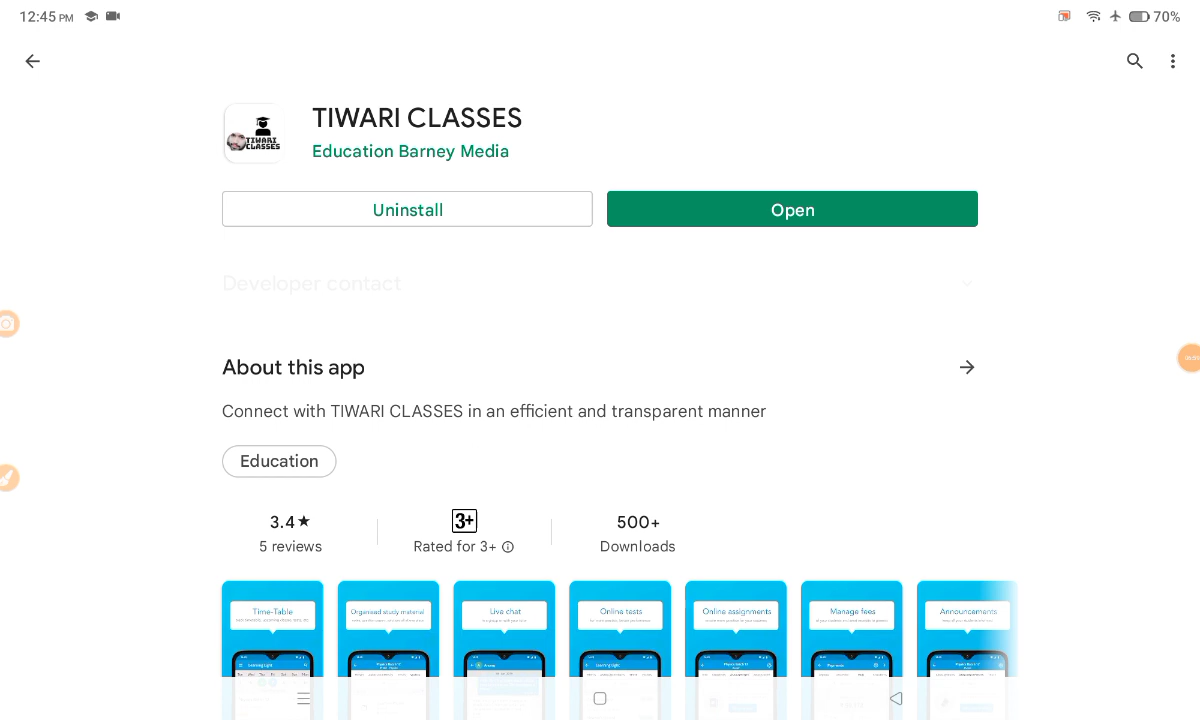 12:45 PM
70%
TIWARI CLASSES
TIWARI
CLASSES
Education Barney Media
Uninstall
Open
Developer contact
About this app
Connect with TIWARI CLASSES in an efficient and transparent manner
Education
3.4★
5 reviews
3+
Rated for 3+
500+
Downloads
Time-Table
Organised study material
Live chat
Online tests
Online assignments
Manage fees
Announcements